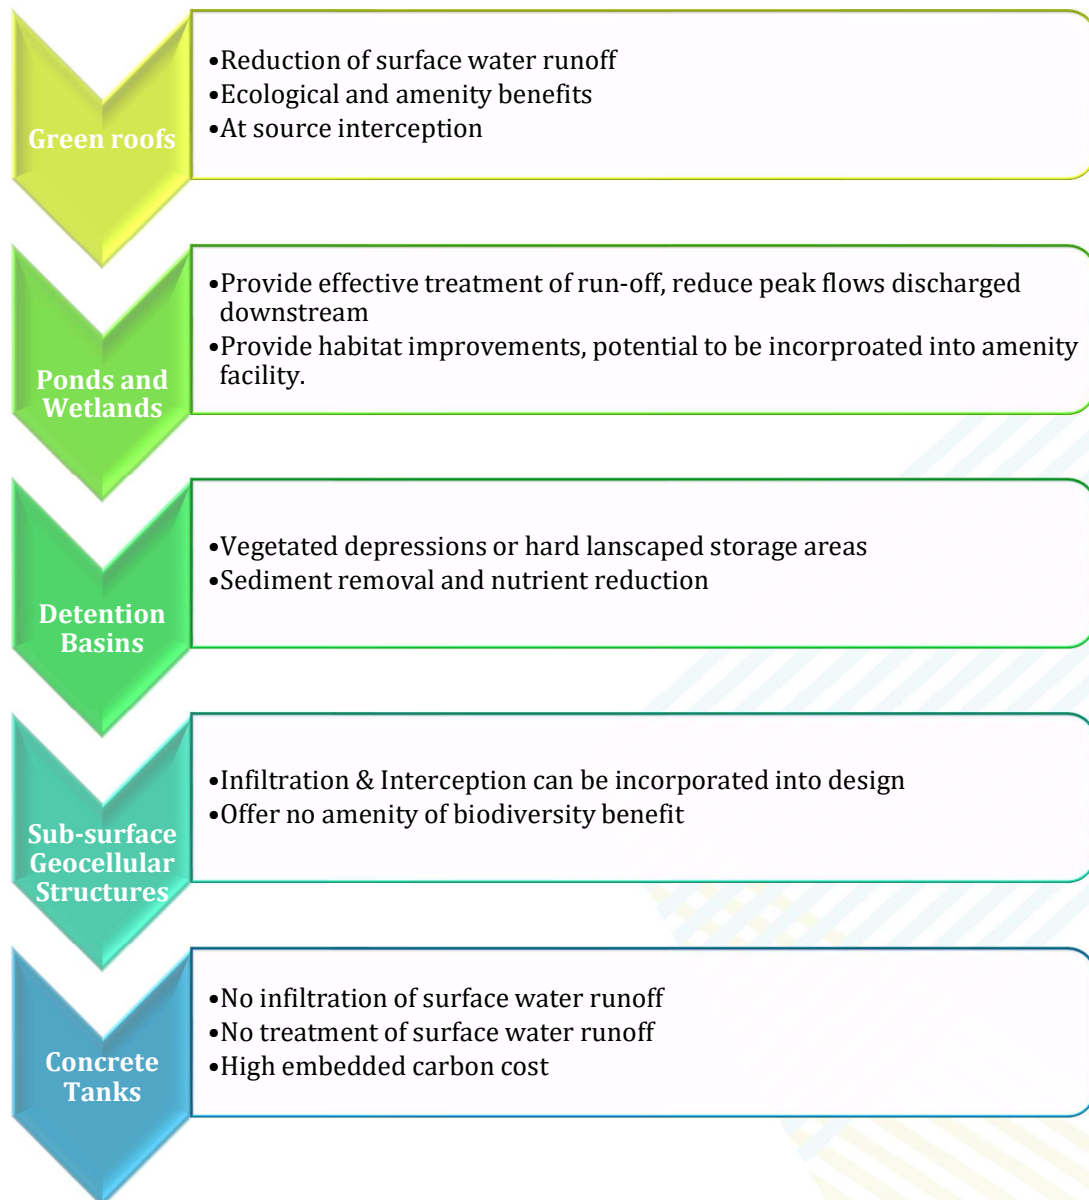 Green roofs
•Reduction of surface water runoff
•Ecological and amenity benefits
•At source interception
Ponds and
Wetlands
•Provide effective treatment of run-off, reduce peak flows discharged
downstream
•Provide habitat improvements, potential to be incorproated into amenity
facility.
Detention
Basins
•Vegetated depressions or hard lanscaped storage areas
•Sediment removal and nutrient reduction
Sub-surface
Geocellular
Structures
•Infiltration & Interception can be incorporated into design
•Offer no amenity of biodiversity benefit
Concrete
Tanks
•No infiltration of surface water runoff
•No treatment of surface water runoff
•High embedded carbon cost